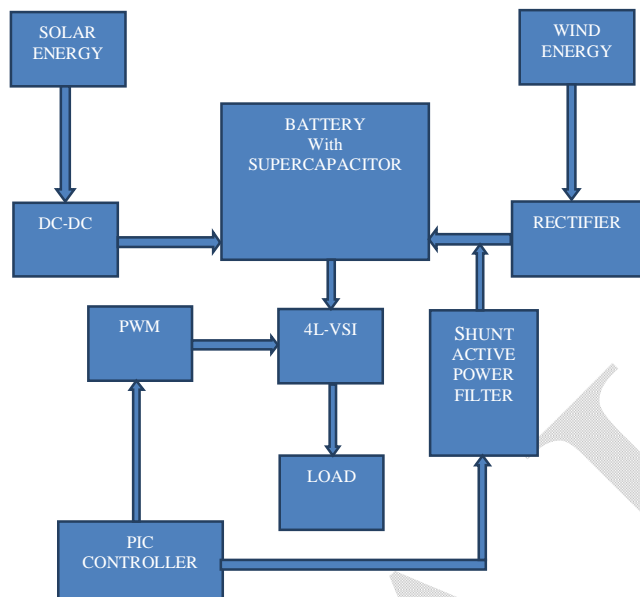 SOLAR
ENERGY
WIND
ENERGY
BATTERY
With
SUPERCAPACITOR
DC-DC
RECTIFIER
PWM
4L-VSI
SHUNT
ACTIVE
POWER
FILTER
LOAD
PIC
CONTROLLER